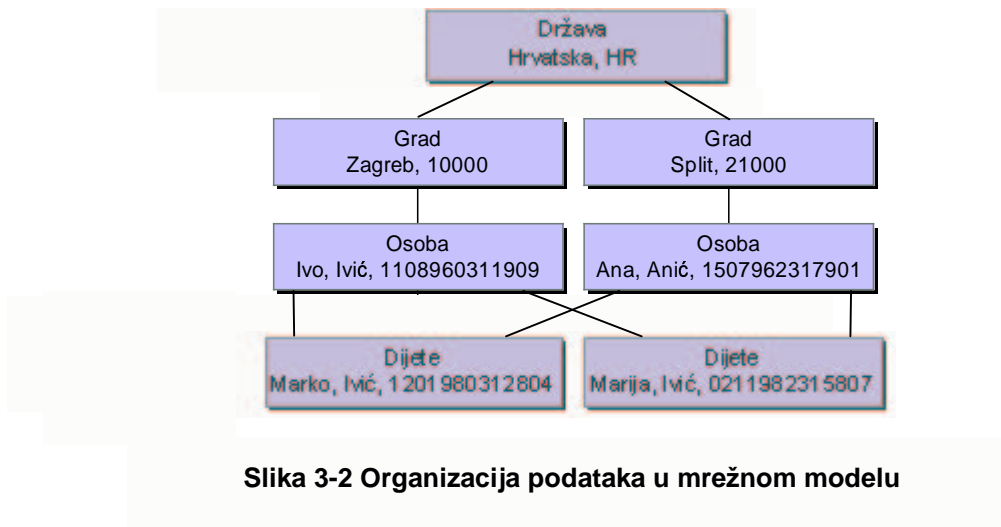 Država
Hrvatska, HR
Grad
Zagreb, 10000
Grad
Split, 21000
Osoba
Ivo, Ivić, 1108960311909
Osoba
Ana, Anić, 1507962317901
Dijete
Marko, Ivić, 1201980312804
Dijete
Marija, Ivić, 0211982315807
Slika 3-2 Organizacija podataka u mrežnom modelu